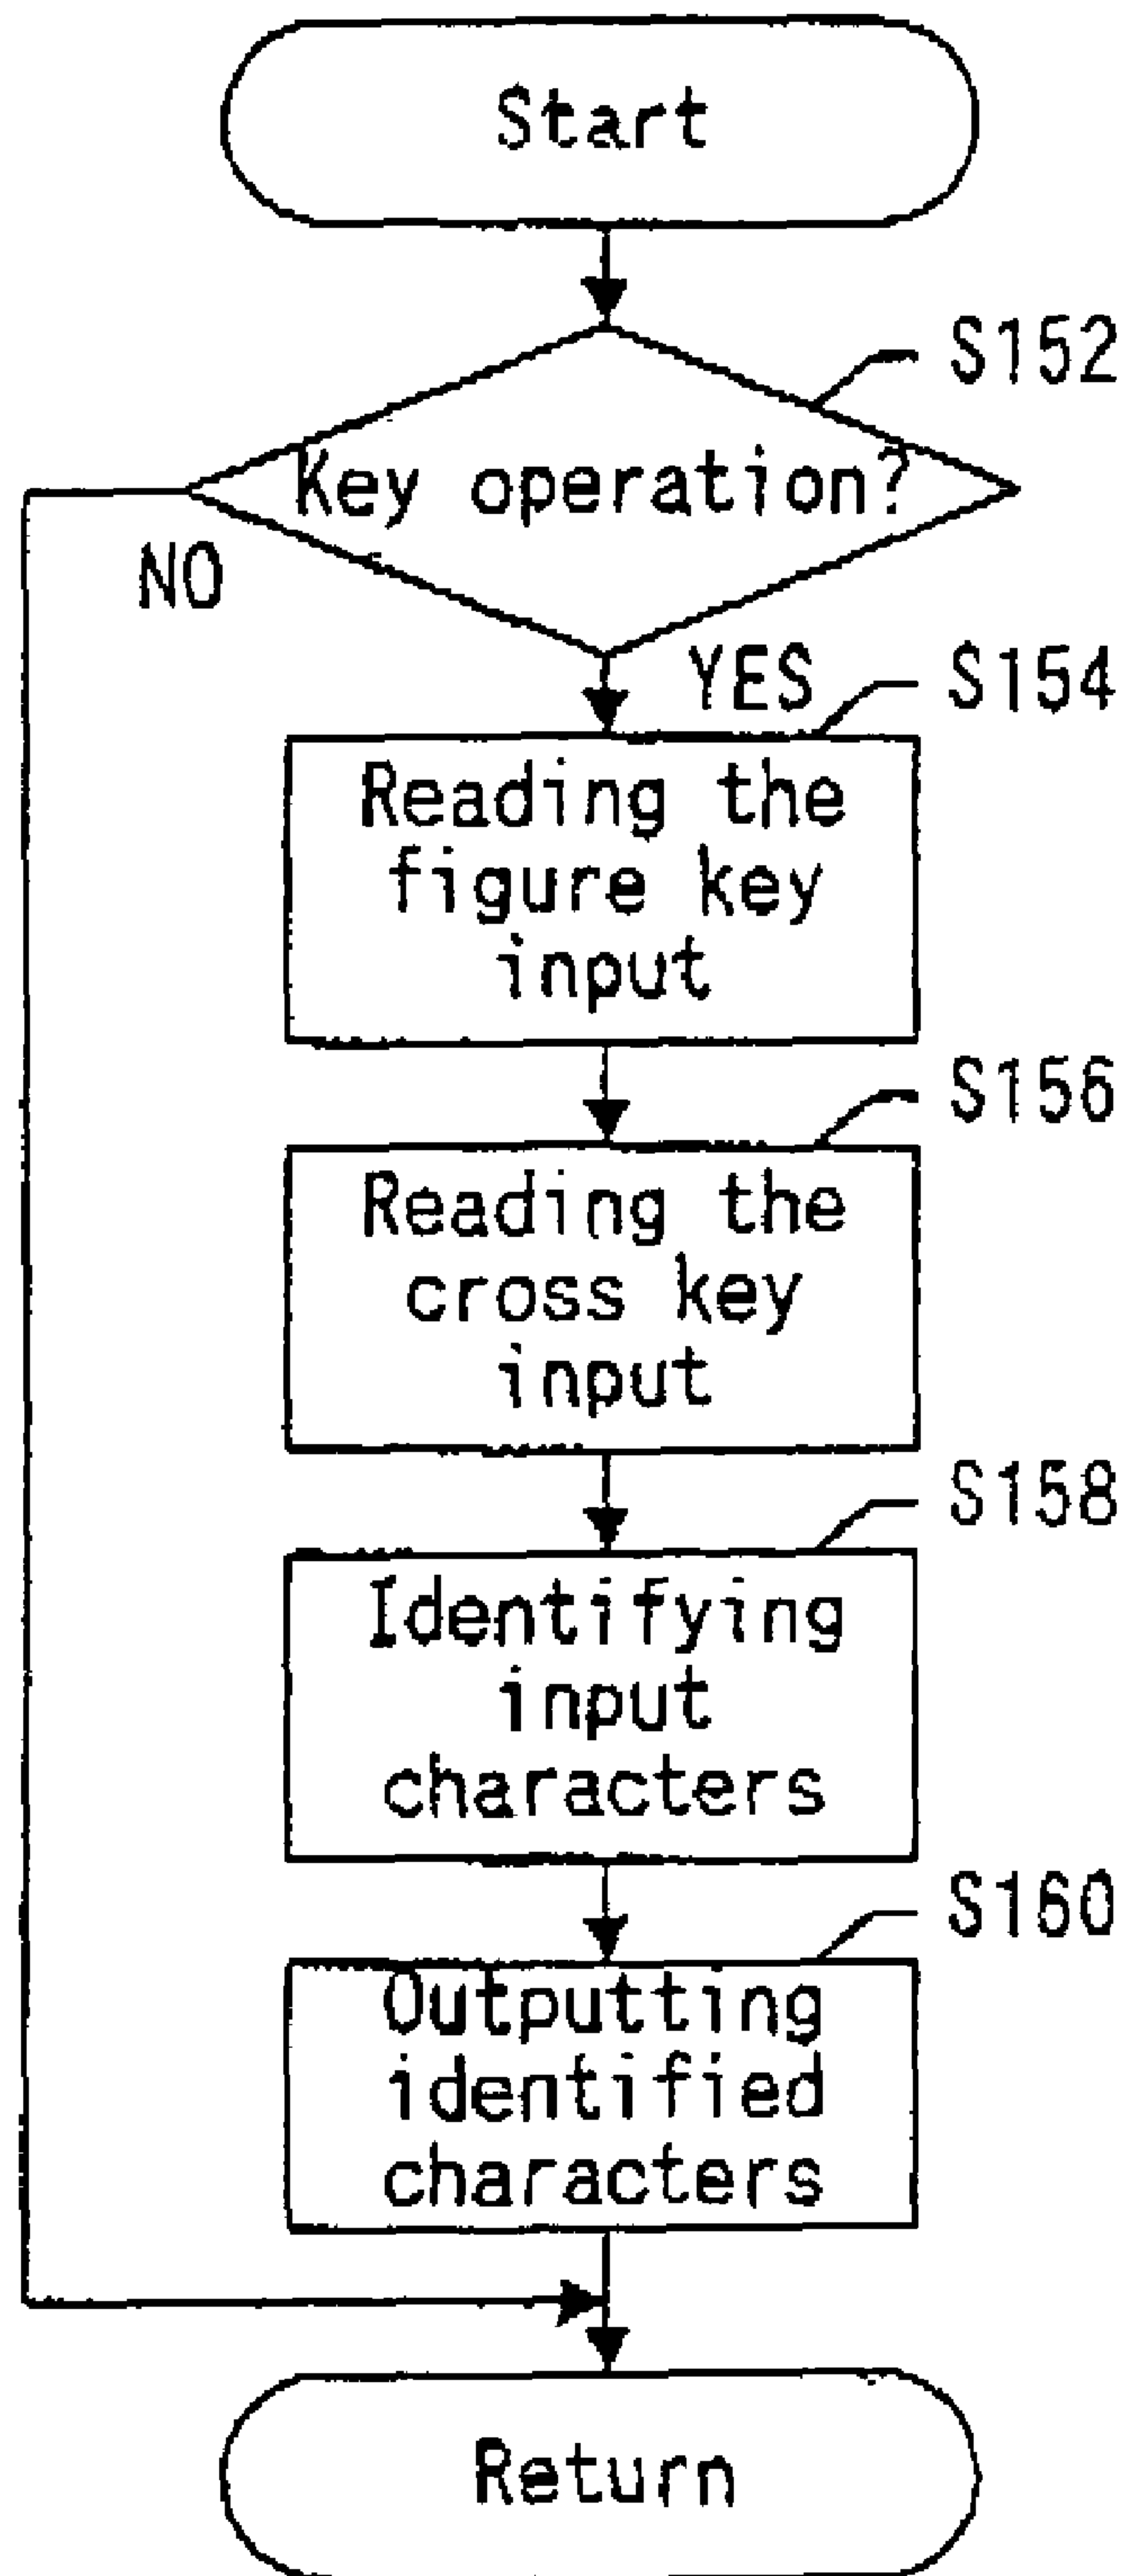 Start
S152
Key operation?
NO
YES
S154
Reading the
figure key
input
S156
Reading the
cross key
input
S158
Identifying
input
characters
S160
Outputting
identified
characters
Return